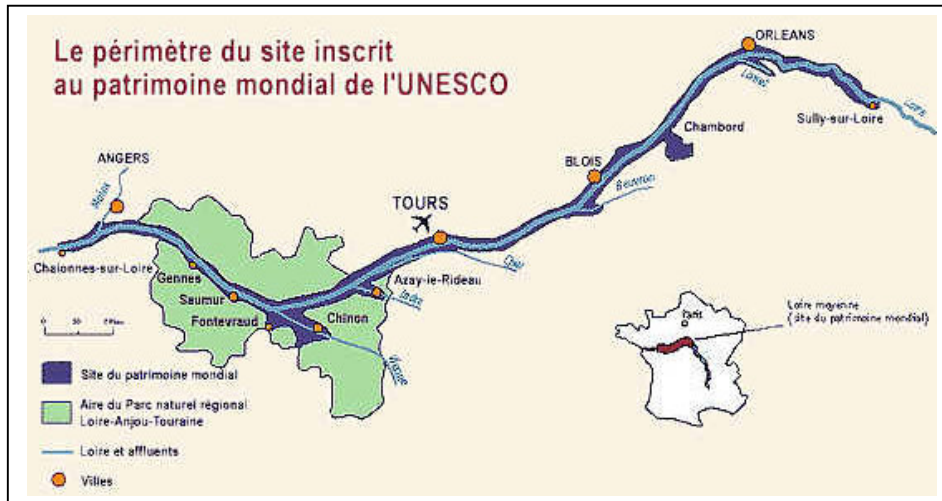 Le périmètre du site inscrit
au patrimoine mondial de l'UNESCO
ORLEANS
Loiret
Loire
Sully-sur-Loire
Chambord
BLOIS
Beuvron
ANGERS
Maine
TOURS
Cher
Chalonnes-sur-Loire
Gennes
Azay-le-Rideau
Indre
Saumur
Fontevraud
Chinon
Vienne
Paris
Loire moyenne
(site du patrimoine mondial)
0
Site du patrimoine mondial
Aire du Parc naturel régional
Loire-Anjou-Touraine
Loire et affluents
Villes